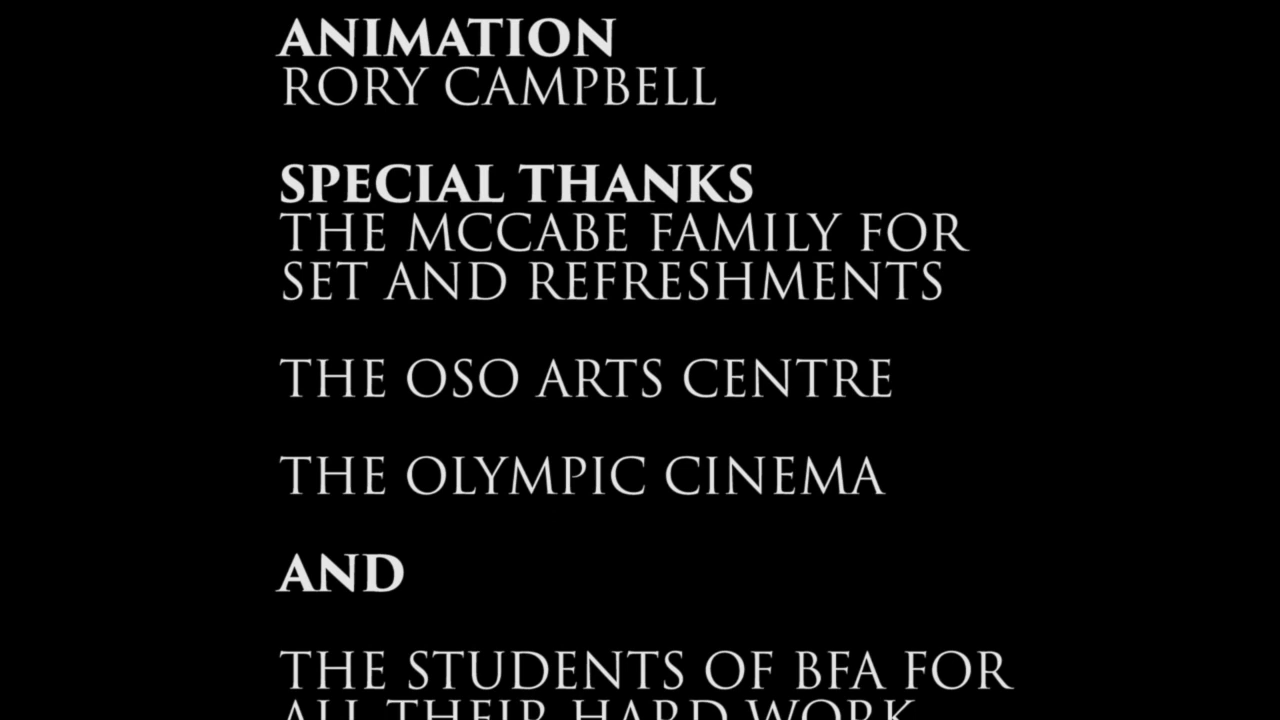 ANIMATION
RORY CAMPBELL
SPECIAL THANKS
THE MCCABE FAMILY FOR
SET AND REFRESHMENTS
THE OSO ARTS CENTRE
THE OLYMPIC CINEMA
AND
THE STUDENTS OF BFA FOR
ALL THEIR HARD WORK